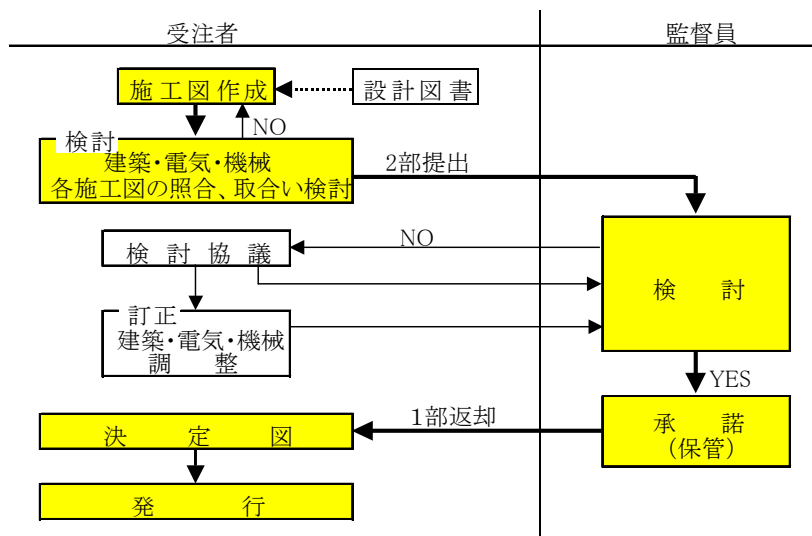 受注者
監督員
施工図作成
設計図書
NO
検討
建築・電気・機械
各施工図の照合、取合い検討
2部提出
NO
検討協議
検討
訂正
建築・電気・機械
調整
YES
1部返却
承諾
(保管)
決定図
発行